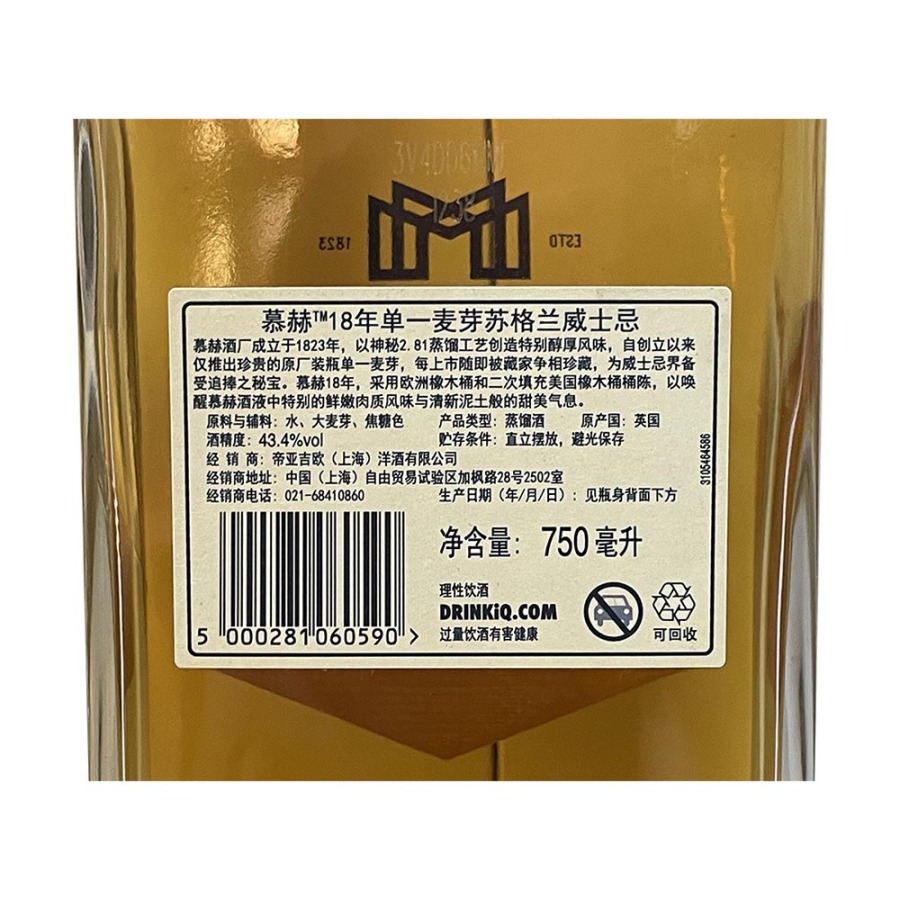 ESTD
1823
慕赫™18年单一麦芽苏格兰威士忌
慕赫酒厂成立于1823年，以神秘2.81蒸馏工艺创造特别醇厚风味，自创立以来
仅推出珍贵的原厂装瓶单一麦芽，每上市随即被藏家争相珍藏，为威士忌界备
受追捧之秘宝。慕赫18年，采用欧洲橡木桶和二次填充美国橡木桶桶陈，以唤
醒慕赫酒液中特别的鲜嫩肉质风味与清新泥土般的甜美气息。
原料与辅料：水、大麦芽、焦糖色 产品类型：蒸馏酒 原产国：英国
酒精度：43.4%vol 贮存条件：直立摆放，避光保存
经 销 商：帝亚吉欧（上海）洋酒有限公司
经销商地址：中国（上海）自由贸易试验区加枫路28号2502室
经销商电话：021-68410860 生产日期（年/月/日）：见瓶身背面下方
3105464586
净含量：750毫升
理性饮酒
DRINKiQ.COM
过量饮酒有害健康
可回收
5 000281 060590 >